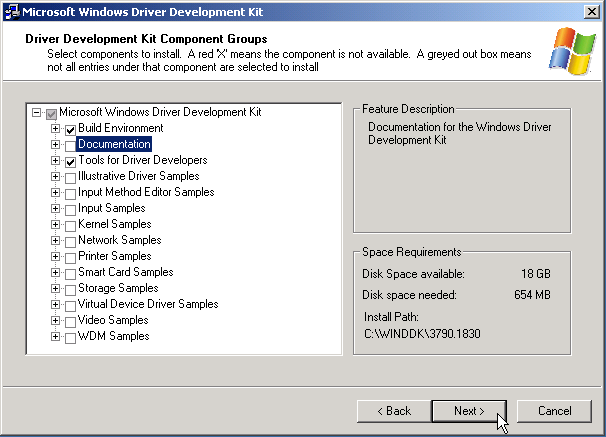 Microsoft Windows Driver Development Kit
Driver Development Kit Component Groups
Select components to install. A red "X" means the component is not available. A greyed out box means
not all entries under that component are selected to install
Microsoft Windows Driver Development Kit
Build Environment
Documentation
Tools for Driver Developers
Illustrative Driver Samples
Input Method Editor Samples
Input Samples
Kernel Samples
Network Samples
Printer Samples
Smart Card Samples
Storage Samples
Virtual Device Driver Samples
Video Samples
WDM Samples
Feature Description
Documentation for the Windows Driver
Development Kit
Space Requirements
Disk Space available: 18 GB
Disk space needed: 654 MB
Install Path:
C:\WINDDK\3790.1830
< Back
Next >
Cancel